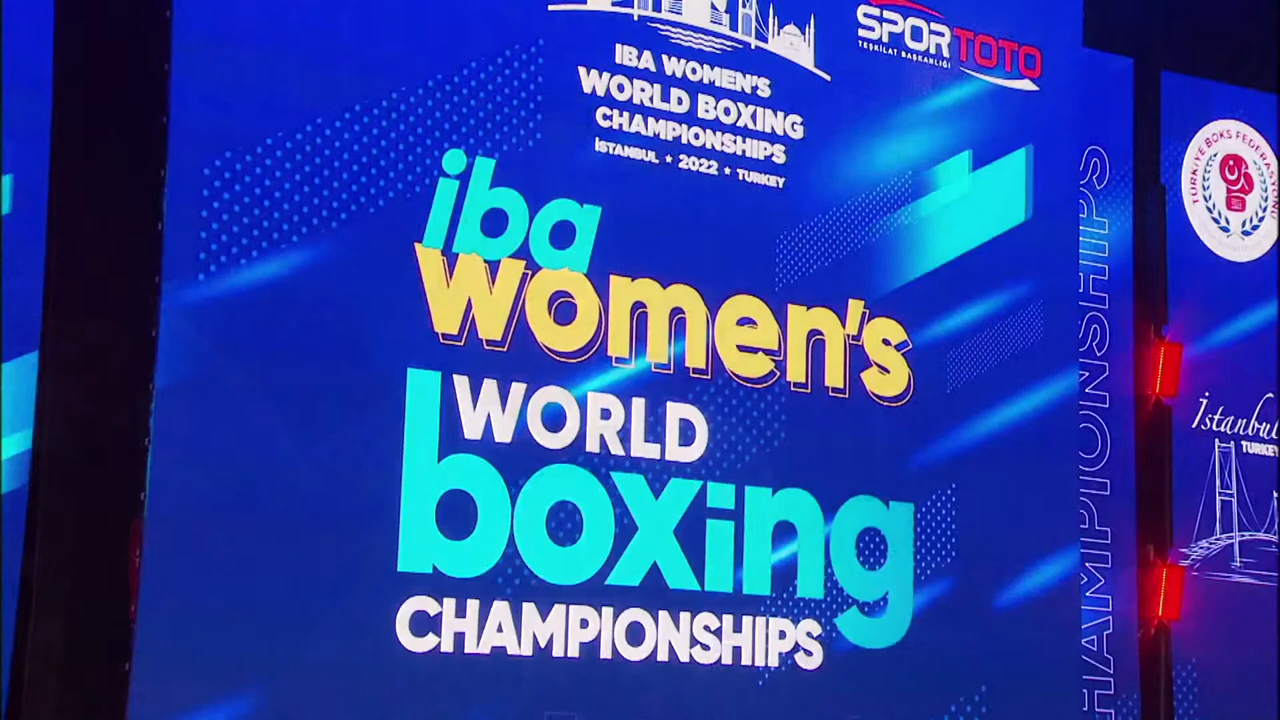 SPORTOTO
TEŞKİLAT BAŞKANLIĞI
IBA WOMEN'S
WORLD BOXING
CHAMPIONSHIPS
İSTANBUL ★ 2022 ★ TURKEY
iba
women's
WORLD
boxing
CHAMPIONSHIPS
HAMPIONSHIPS
TÜRKİYE BOKS FEDERASYONU
İstanbul
TURKEY